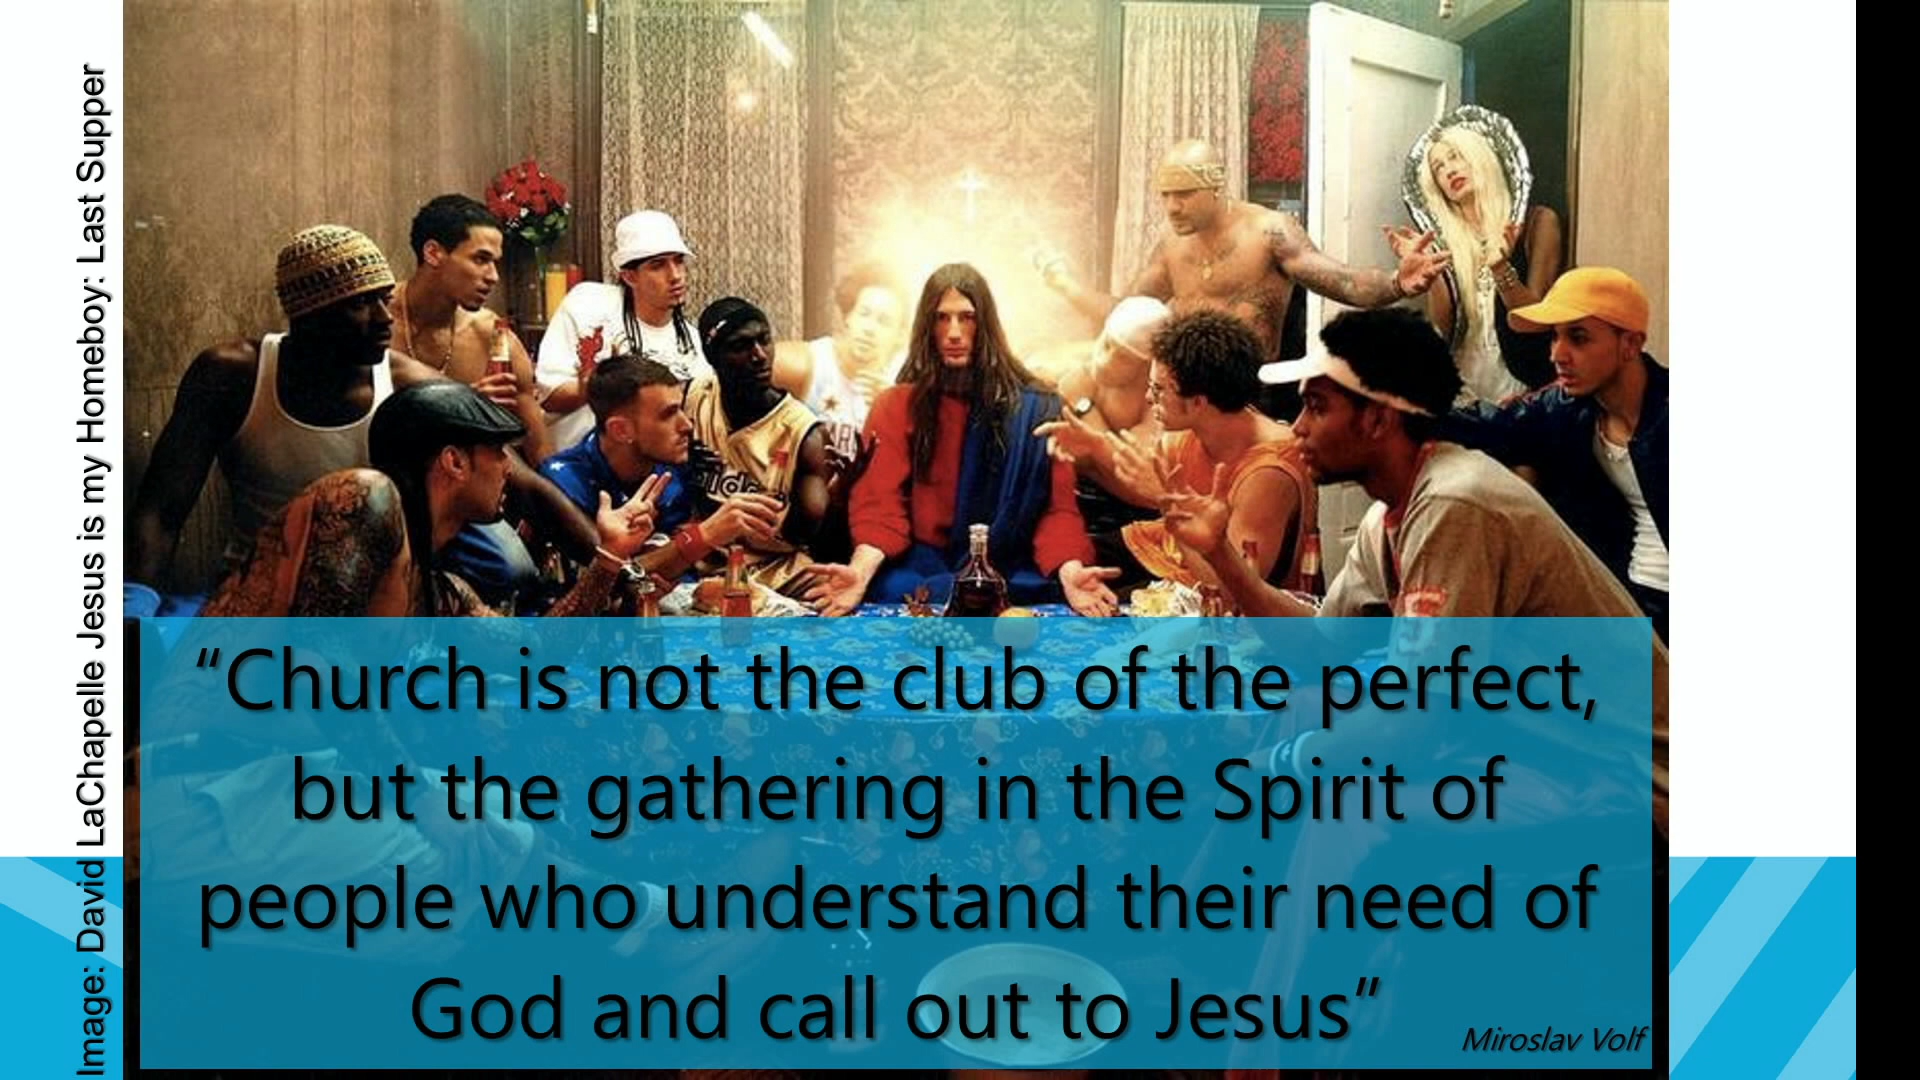 Image: David LaChapelle Jesus is my Homeboy: Last Supper
“Church is not the club of the perfect,
but the gathering in the Spirit of
people who understand their need of
God and call out to Jesus”
Miroslav Volf